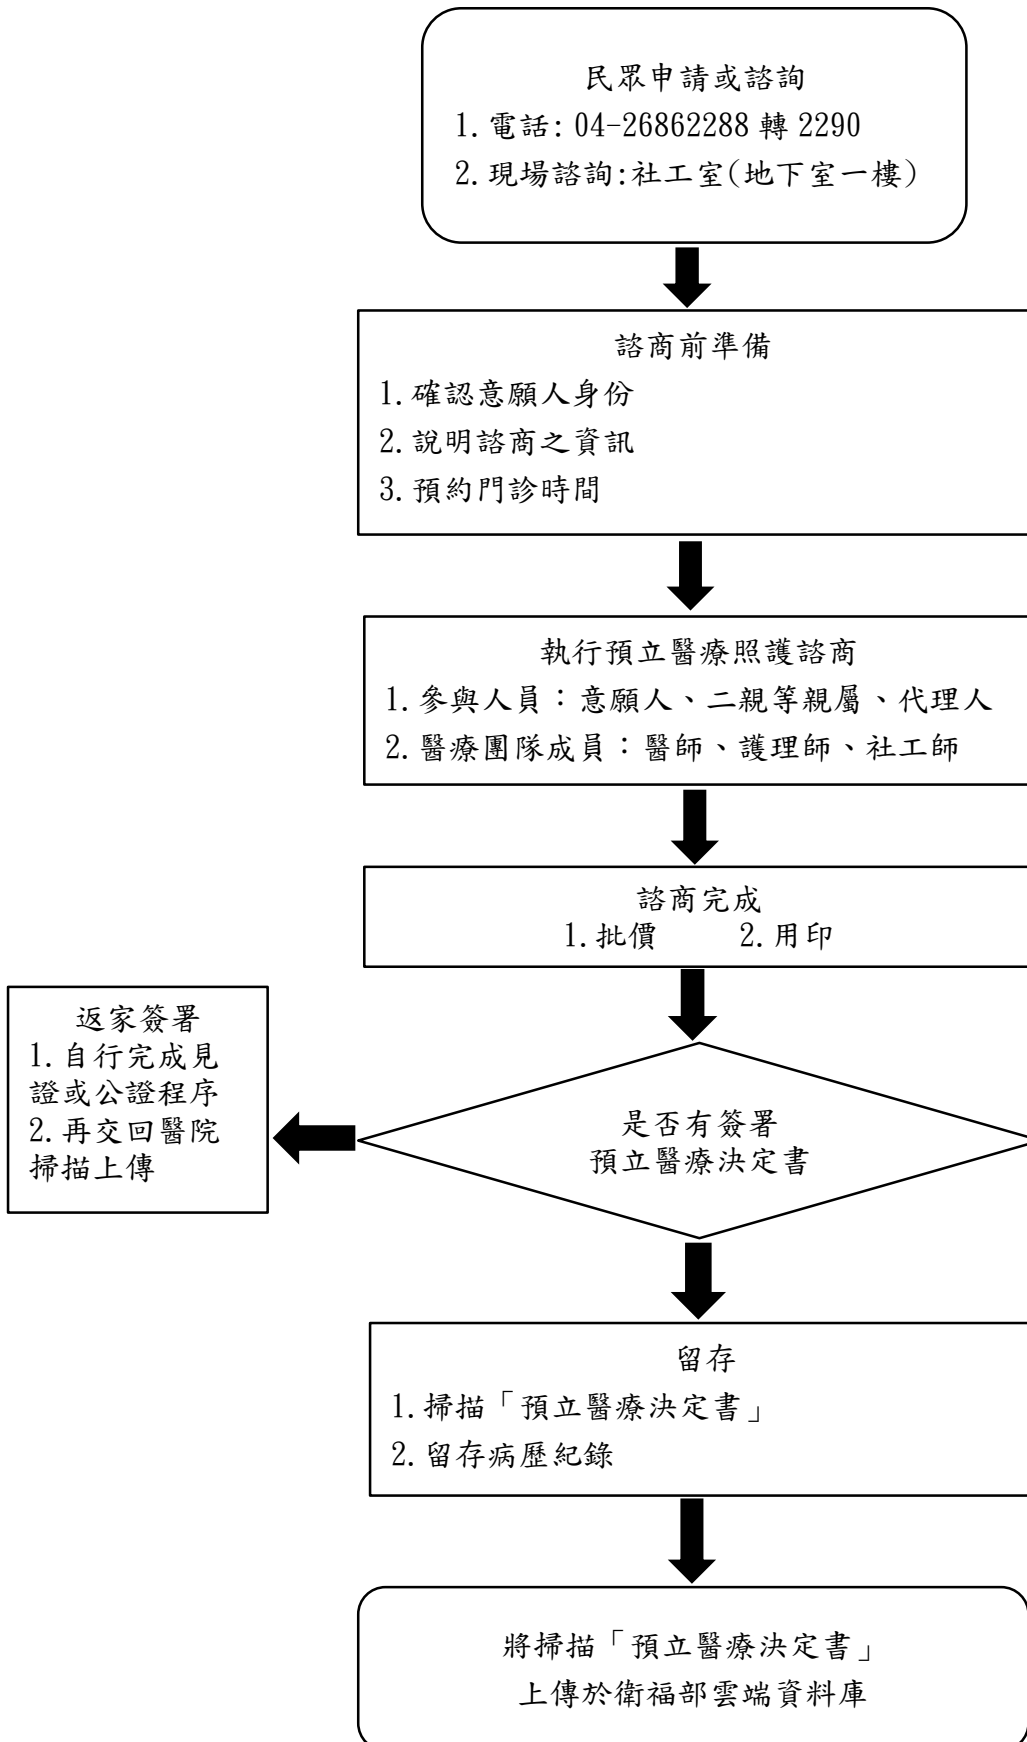 民眾申請或諮詢
1.電話: 04-26862288 轉 2290
2.現場諮詢:社工室(地下室一樓)
諮商前準備
1.確認意願人身份
2.說明諮商之資訊
3.預約門診時間
執行預立醫療照護諮商
1.參與人員：意願人、二親等親屬、代理人
2.醫療團隊成員：醫師、護理師、社工師
諮商完成
1.批價 2.用印
返家簽署
1.自行完成見
證或公證程序
2.再交回醫院
掃描上傳
是否有簽署
預立醫療決定書
留存
1.掃描「預立醫療決定書」
2.留存病歷紀錄
將掃描「預立醫療決定書」
上傳於衛福部雲端資料庫